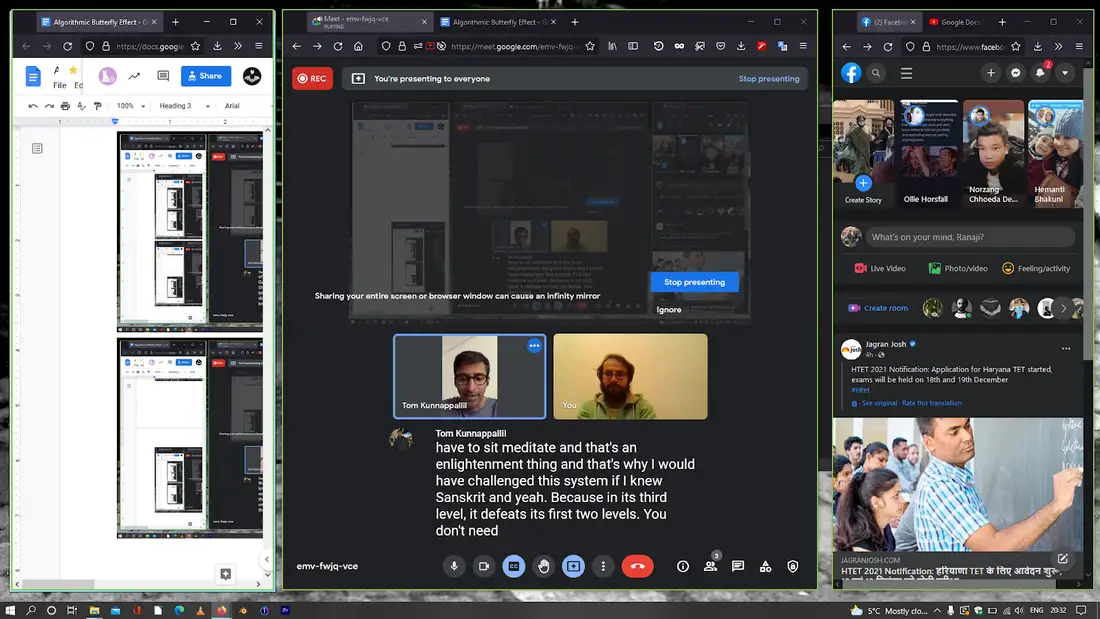 Algorithmic Butterfly Effect - G
https://docs.google.
File
Ed
Share
100%
Heading 3
Arial
Meet - emv-fwjq-vce
PLAYING
Algorithmic Butterfly Effect - G
https://meet.google.com/emv-fwjq-
REC
You're presenting to everyone
Stop presenting
Sharing your entire screen or browser window can cause an infinity mirror
Stop presenting
Ignore
Tom Kunnappallil
You
Tom Kunnappallil
have to sit meditate and that's an
enlightenment thing and that's why I would
have challenged this system if I knew
Sanskrit and yeah. Because in its third
level, it defeats its first two levels. You
don't need
emv-fwjq-vce
3
(2) Facebo
Google Docs
https://www.facebo
2
Create Story
Ollie Horsfall
Norzang
Chhoeda De...
Hemanti
Bhakuni
What's on your mind, Ranaji?
Live Video
Photo/video
Feeling/activity
Create room
Jagran Josh
4h
HTET 2021 Notification: Application for Haryana TET started,
exams will be held on 18th and 19th December
#Htet
See original · Rate this translation
JAGRANJOSH.COM
HTET 2021 Notification: हरियाणा TET के लिए आवेदन शुरू,
5°C Mostly clo...
ENG
20:32